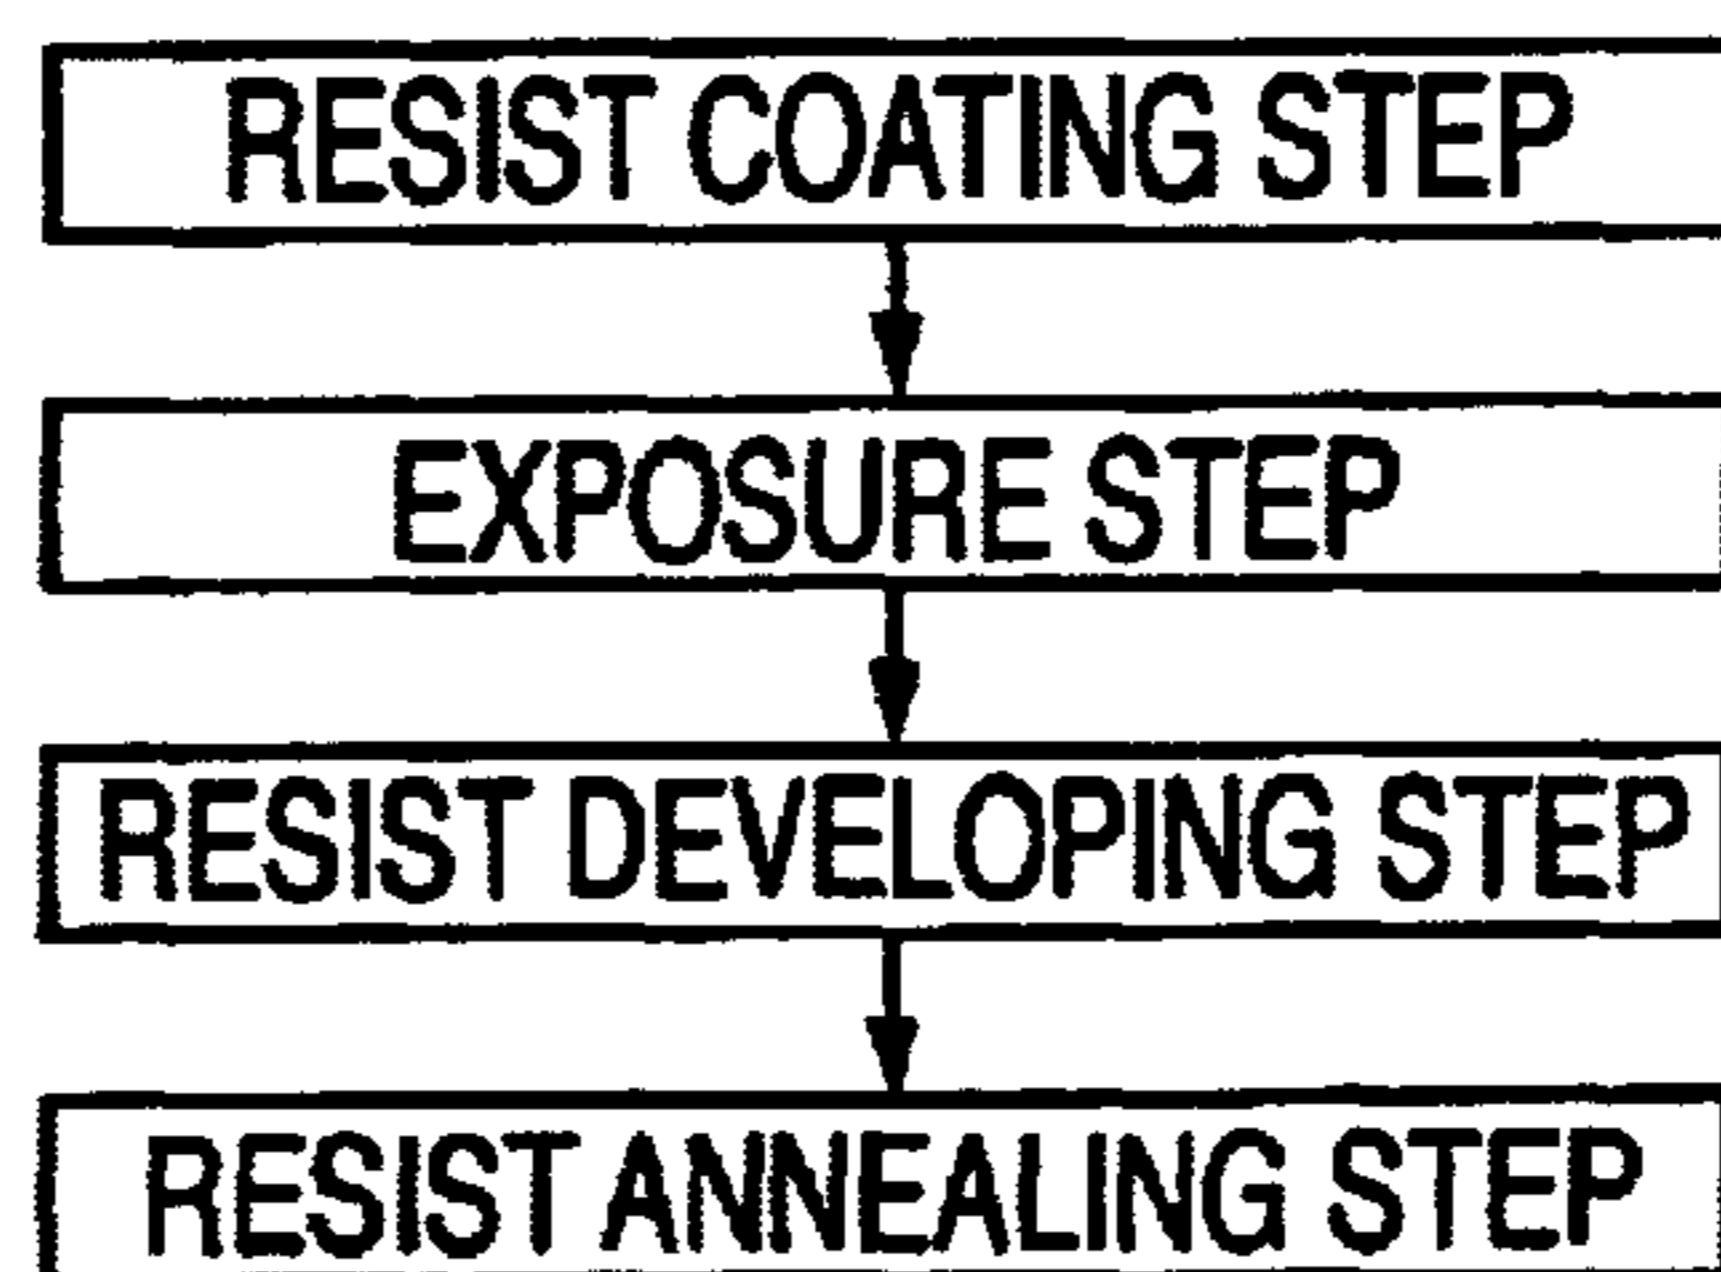 RESIST COATING STEP
EXPOSURE STEP
RESIST DEVELOPING STEP
RESIST ANNEALING STEP